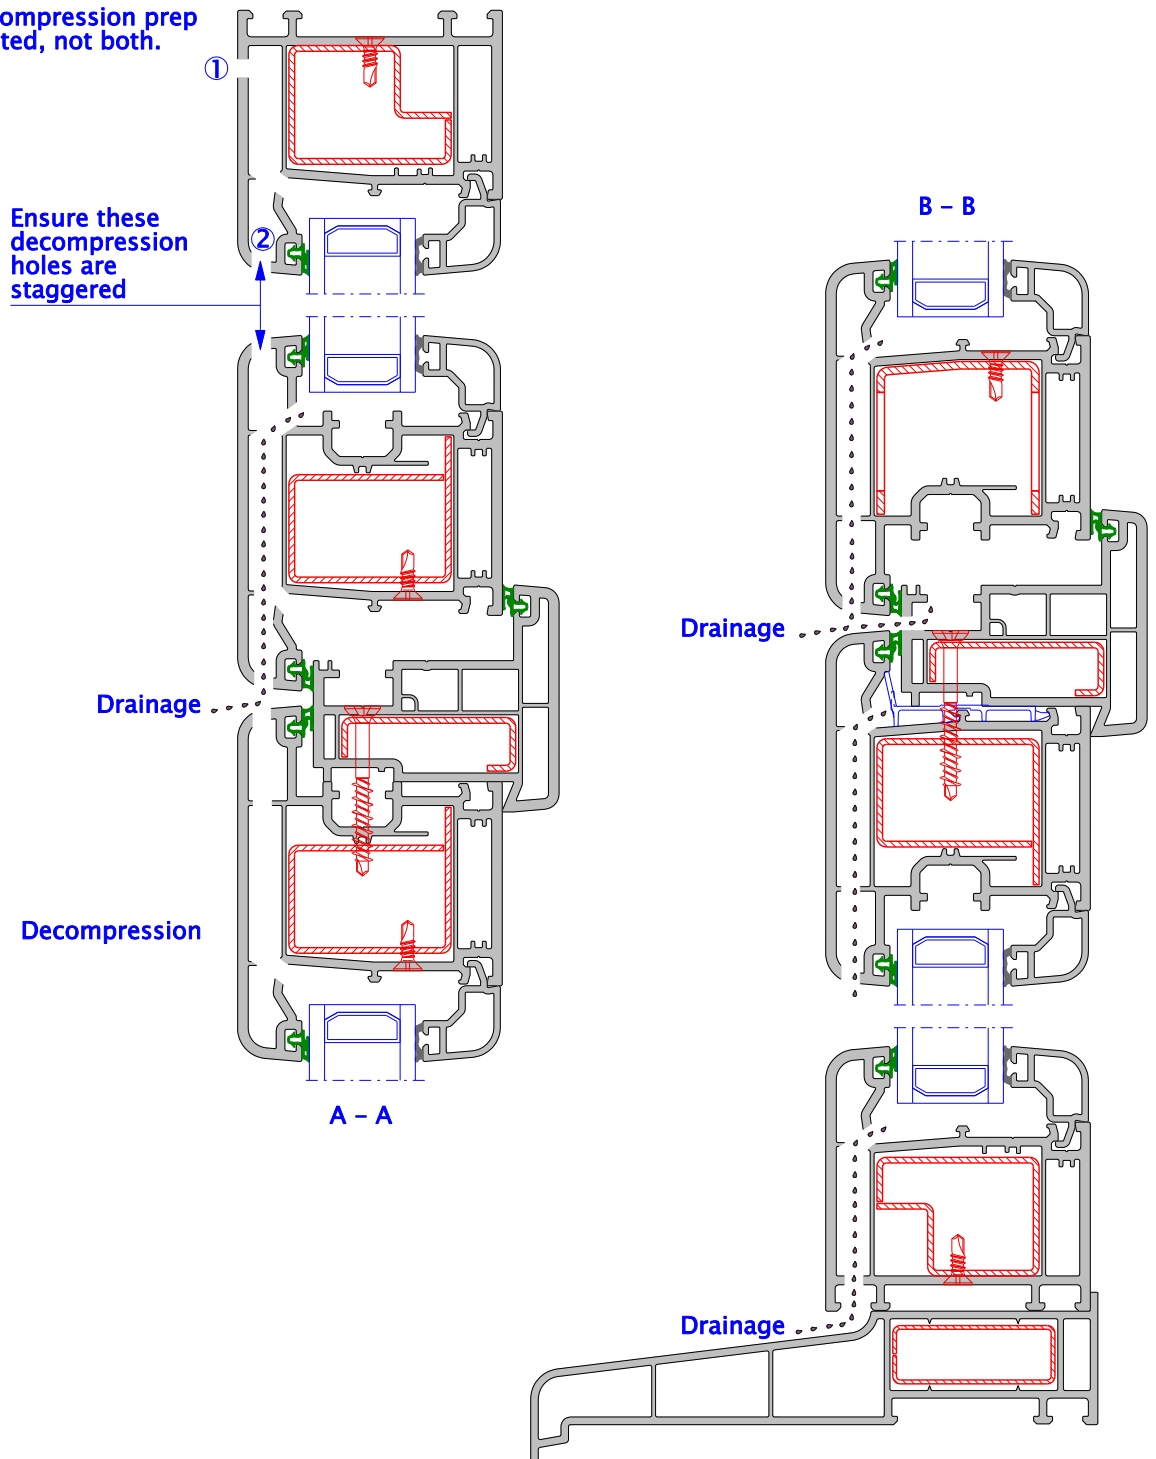 ompression prep
ted, not both.
①
Ensure these
decompression
holes are
staggered
②
B – B
Drainage
Drainage
Decompression
A – A
Drainage